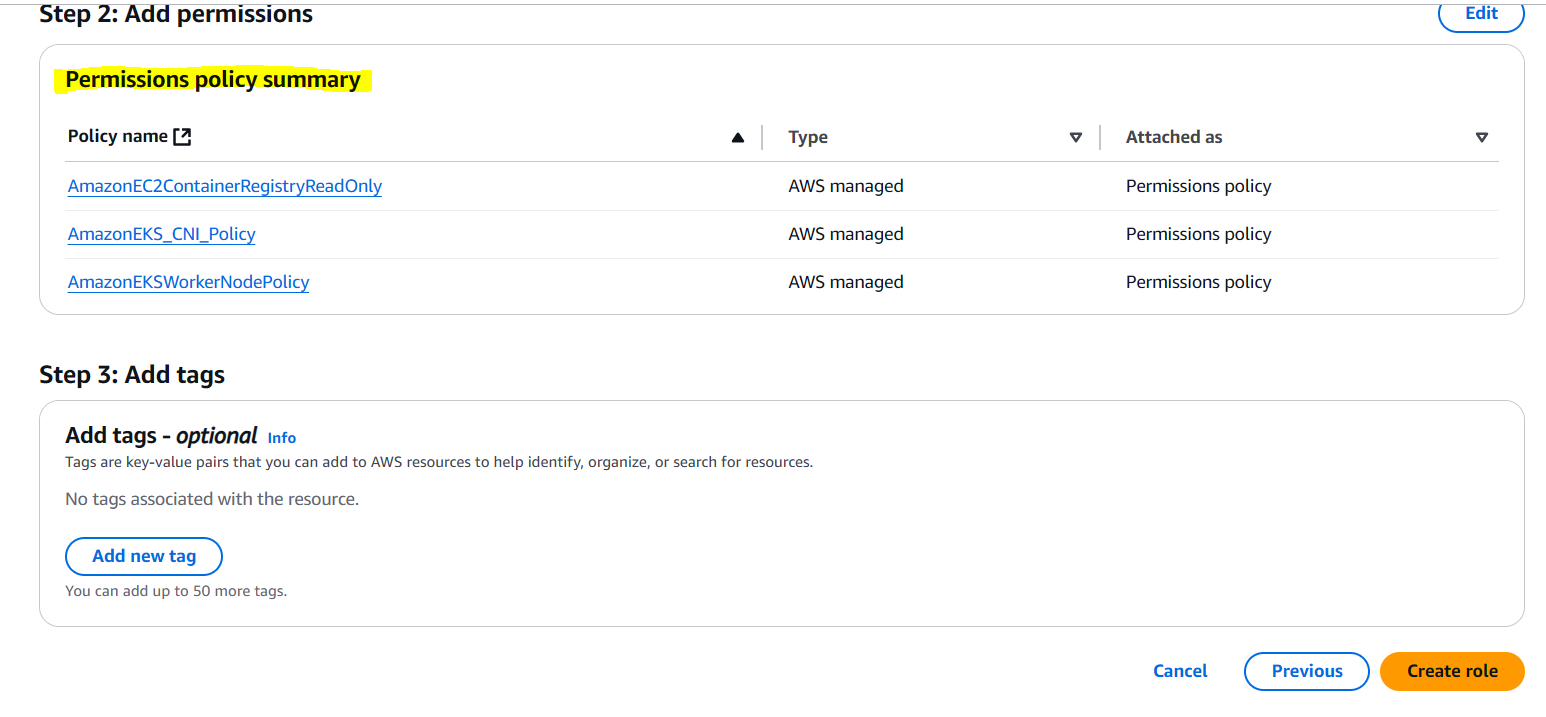 Step 2: Add permissions
Edit
Permissions policy summary
Policy name Type Attached as
AmazonEC2ContainerRegistryReadOnly AWS managed Permissions policy
AmazonEKS_CNI_Policy AWS managed Permissions policy
AmazonEKSWorkerNodePolicy AWS managed Permissions policy
Step 3: Add tags
Add tags - optional Info
Tags are key-value pairs that you can add to AWS resources to help identify, organize, or search for resources.
No tags associated with the resource.
Add new tag
You can add up to 50 more tags.
Cancel Previous Create role